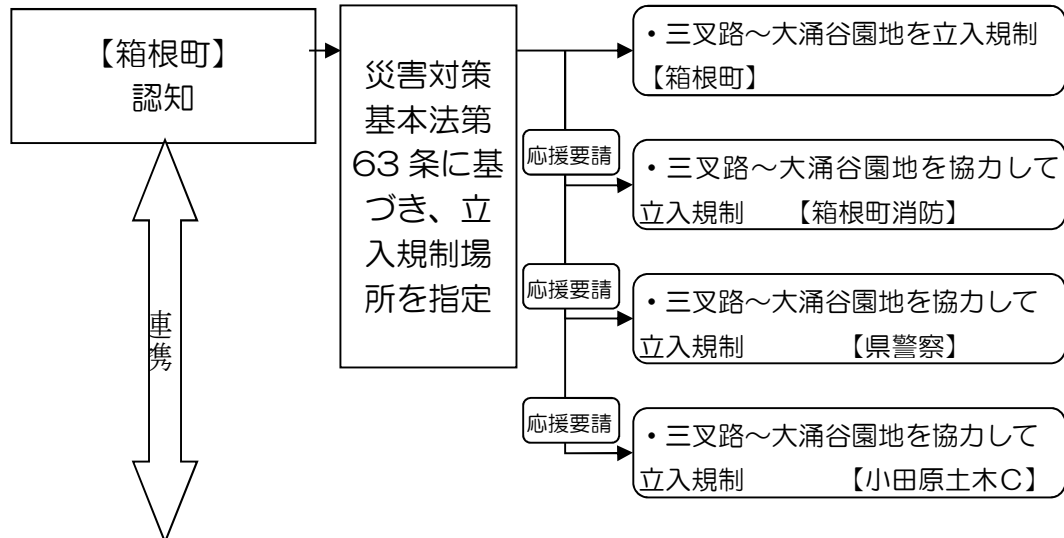 【箱根町】
認知
災害対策
基本法第
63条に基
づき、立
入規制場
所を指定
・三叉路～大涌谷園地を立入規制
【箱根町】
応援要請
・三叉路～大涌谷園地を協力して
立入規制 【箱根町消防】
応援要請
・三叉路～大涌谷園地を協力して
立入規制 【県警察】
応援要請
・三叉路～大涌谷園地を協力して
立入規制 【小田原土木C】
連携